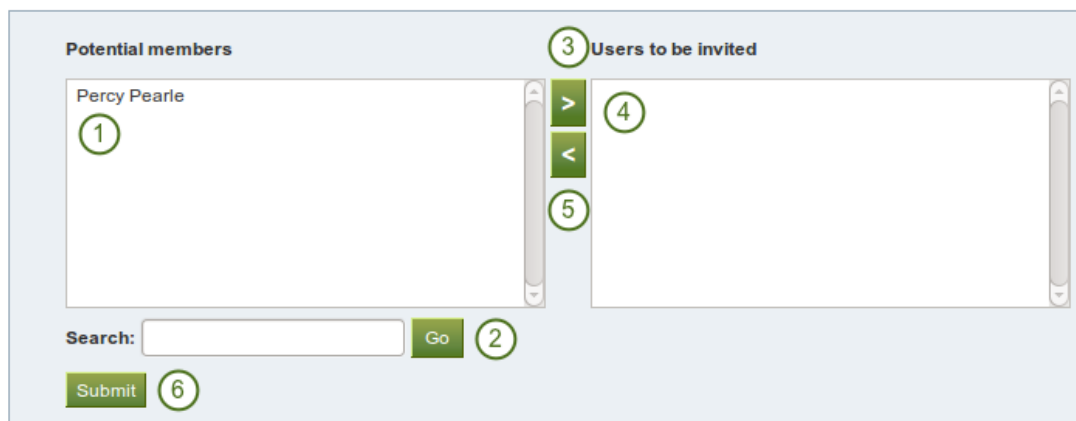 Potential members 3 Users to be invited
Percy Pearle >
1 4
<
5
Search: Go 2
Submit 6